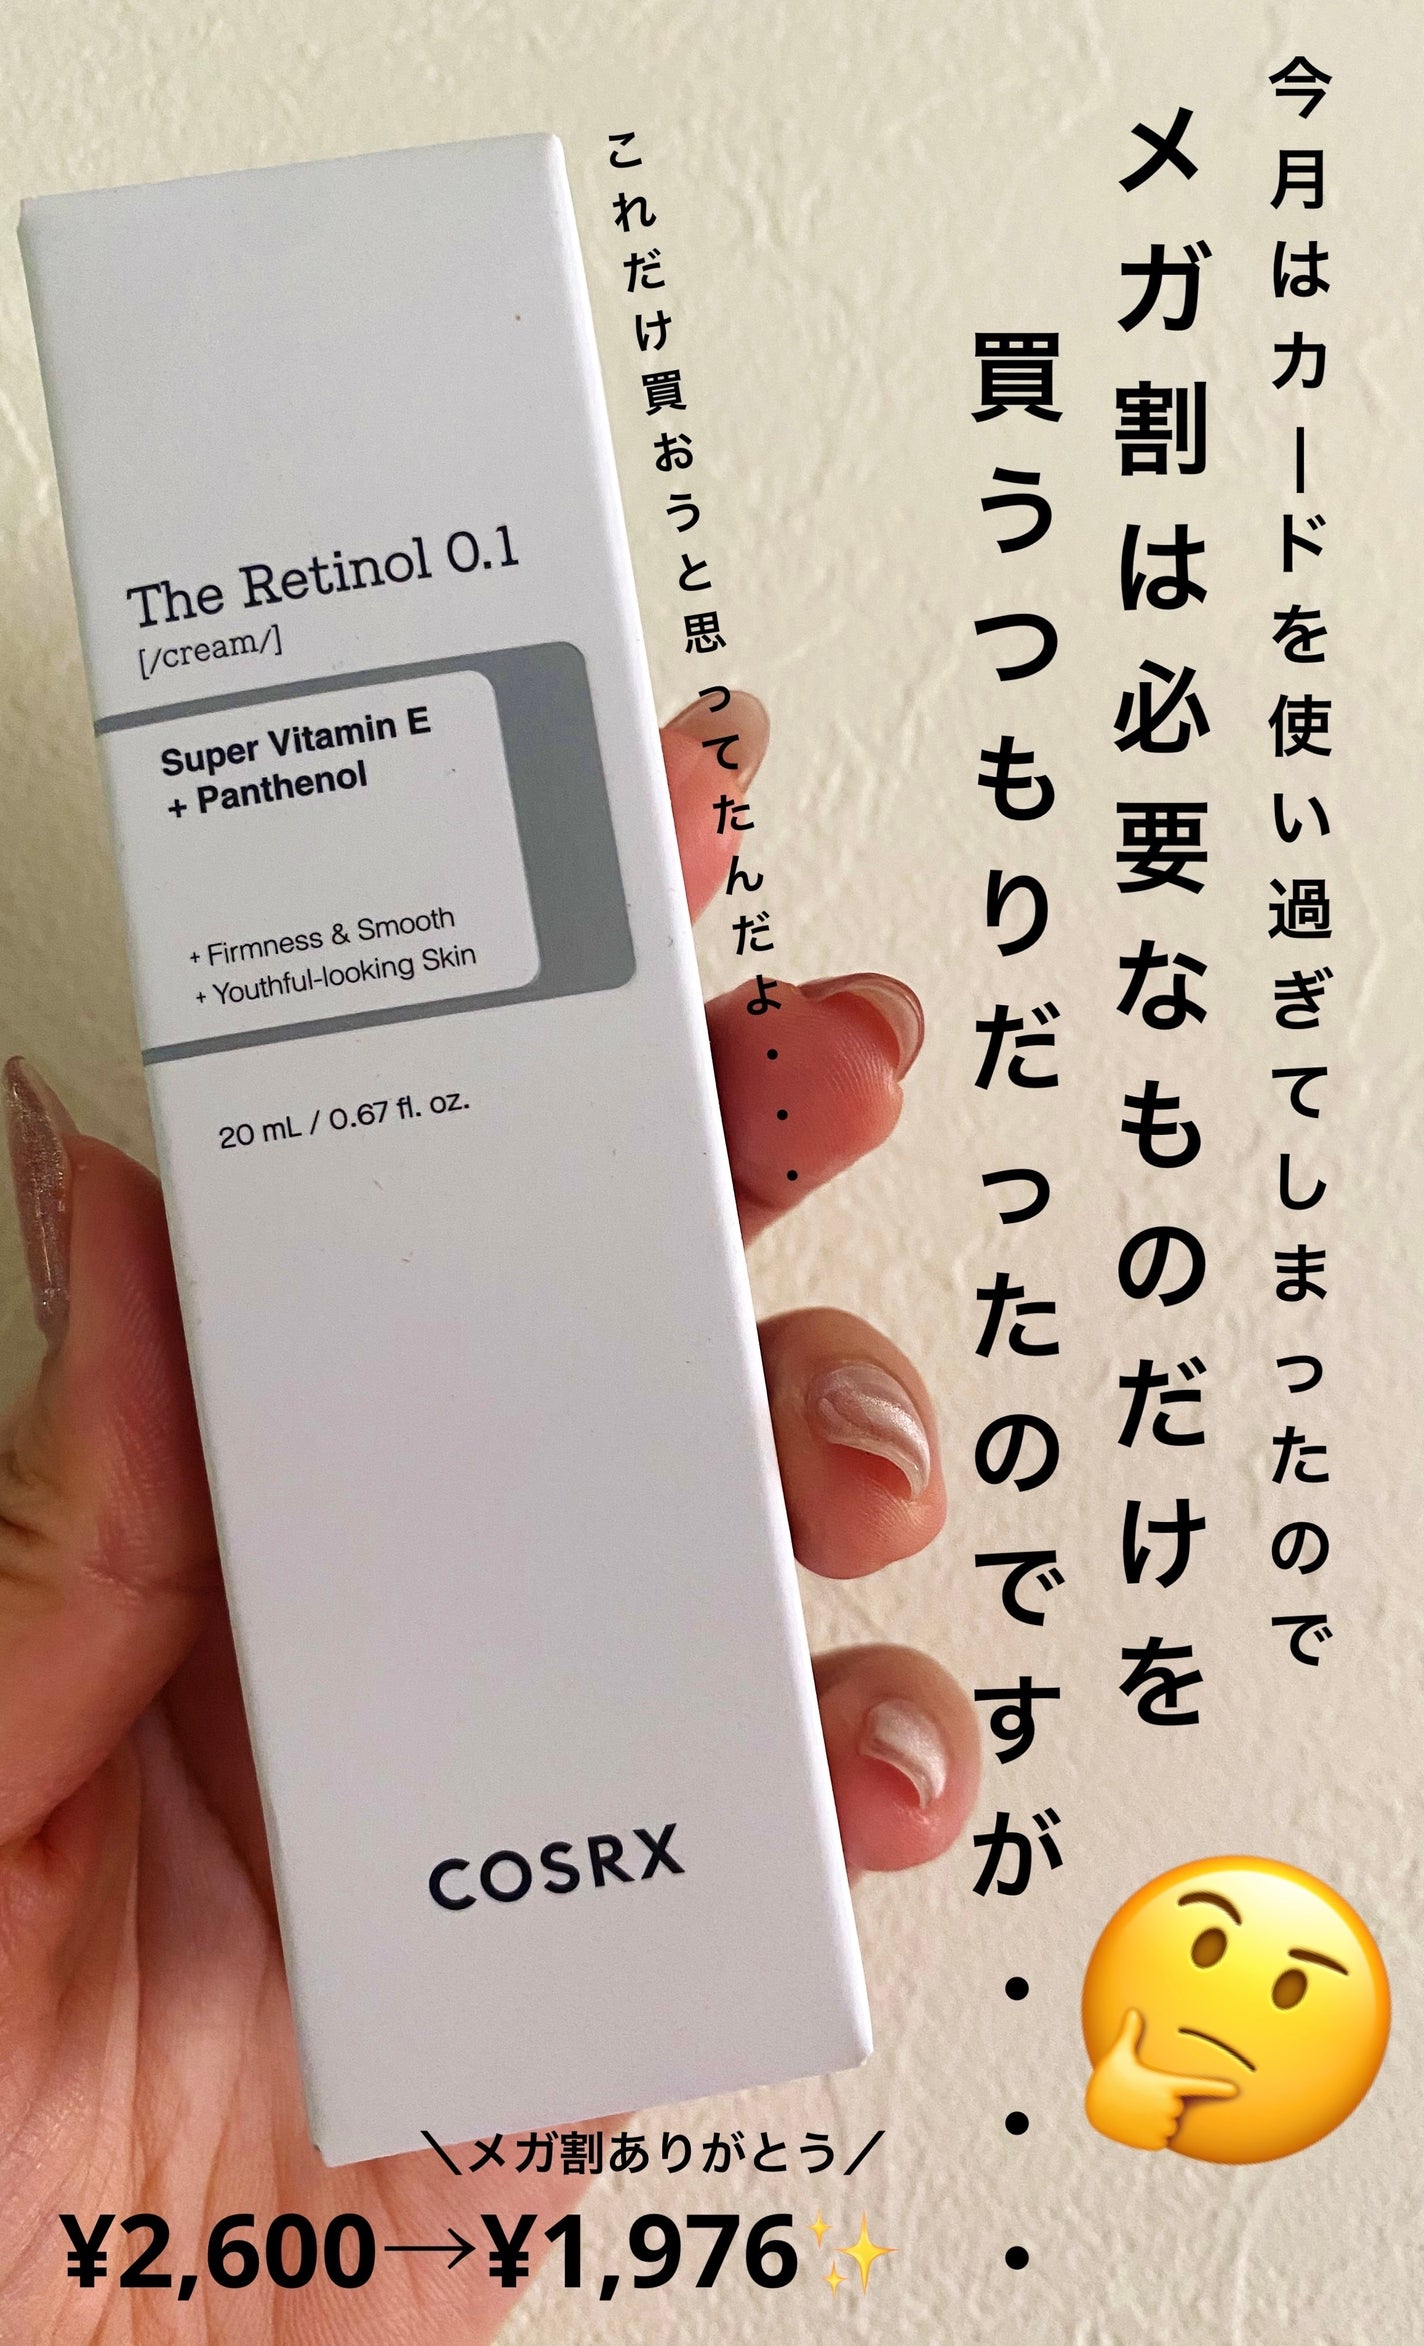 今月はカードを使い過ぎてしまったので
メガ割は必要なものだけを
買うつもりだったのですが・・・
これだけ買おうと思ってたんだよ・・・
The Retinol 0.1
[/cream/]
Super Vitamin E
+ Panthenol
+ Firmness & Smooth
+ Youthful-looking Skin
20 mL / 0.67 fl. oz.
COSRX
＼メガ割ありがとう／
¥2,600→¥1,976✨